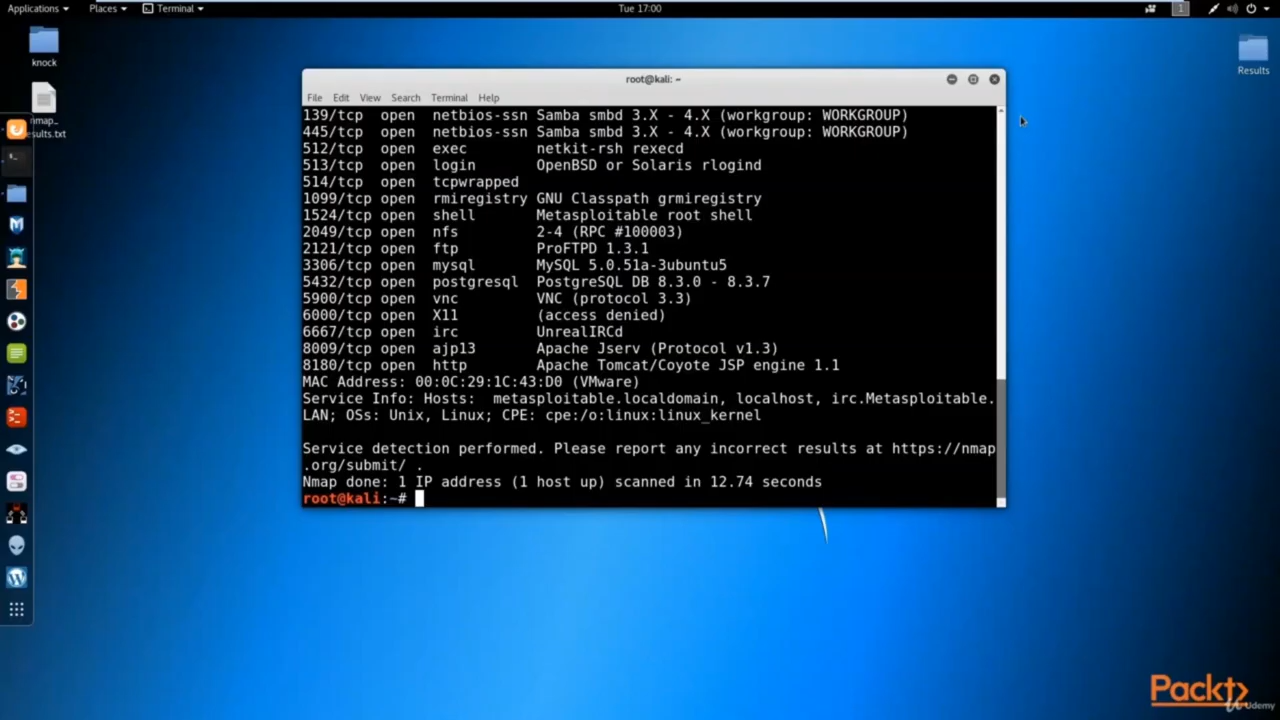 Applications Places Terminal Tue 17:00 1
knock
nmap_
esults.txt
Results
root@kali: ~
File Edit View Search Terminal Help
139/tcp open netbios-ssn Samba smbd 3.X - 4.X (workgroup: WORKGROUP)
445/tcp open netbios-ssn Samba smbd 3.X - 4.X (workgroup: WORKGROUP)
512/tcp open exec netkit-rsh rexecd
513/tcp open login OpenBSD or Solaris rlogind
514/tcp open tcpwrapped
1099/tcp open rmiregistry GNU Classpath grmiregistry
1524/tcp open shell Metasploitable root shell
2049/tcp open nfs 2-4 (RPC #100003)
2121/tcp open ftp ProFTPD 1.3.1
3306/tcp open mysql MySQL 5.0.51a-3ubuntu5
5432/tcp open postgresql PostgreSQL DB 8.3.0 - 8.3.7
5900/tcp open vnc VNC (protocol 3.3)
6000/tcp open X11 (access denied)
6667/tcp open irc UnrealIRCd
8009/tcp open ajp13 Apache Jserv (Protocol v1.3)
8180/tcp open http Apache Tomcat/Coyote JSP engine 1.1
MAC Address: 00:0C:29:1C:43:D0 (VMware)
Service Info: Hosts:  metasploitable.localdomain, localhost, irc.Metasploitable.
LAN; OSs: Unix, Linux; CPE: cpe:/o:linux:linux_kernel
Service detection performed. Please report any incorrect results at https://nmap
.org/submit/ .
Nmap done: 1 IP address (1 host up) scanned in 12.74 seconds
root@kali:~#
Packt>
Udemy